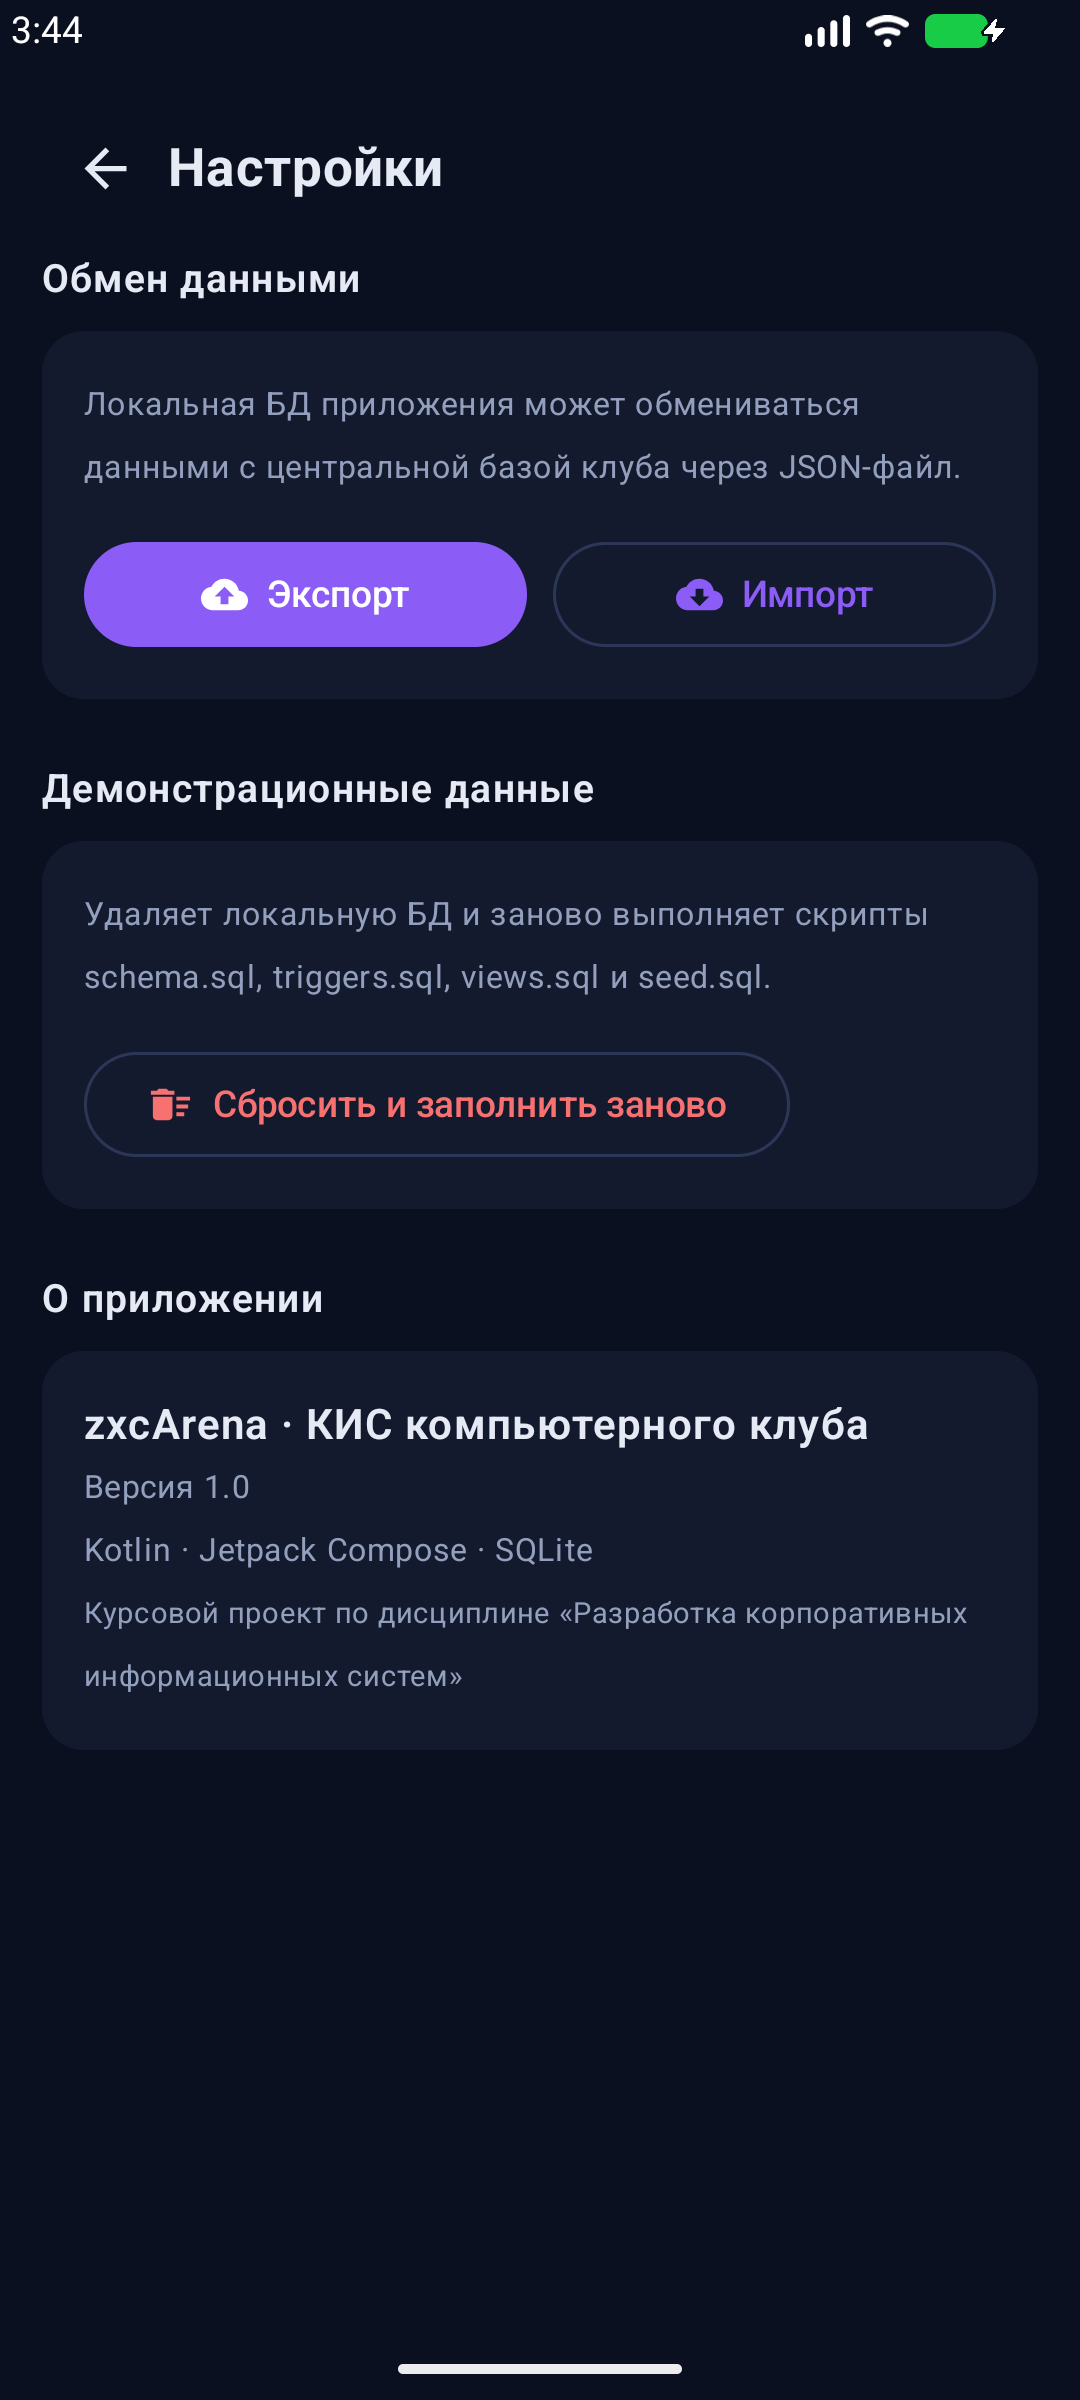 3:44
Настройки
Обмен данными
Локальная БД приложения может обмениваться
данными с центральной базой клуба через JSON-файл.
Экспорт
Импорт
Демонстрационные данные
Удаляет локальную БД и заново выполняет скрипты
schema.sql, triggers.sql, views.sql и seed.sql.
Сбросить и заполнить заново
О приложении
zxcArena · КИС компьютерного клуба
Версия 1.0
Kotlin · Jetpack Compose · SQLite
Курсовой проект по дисциплине «Разработка корпоративных
информационных систем»